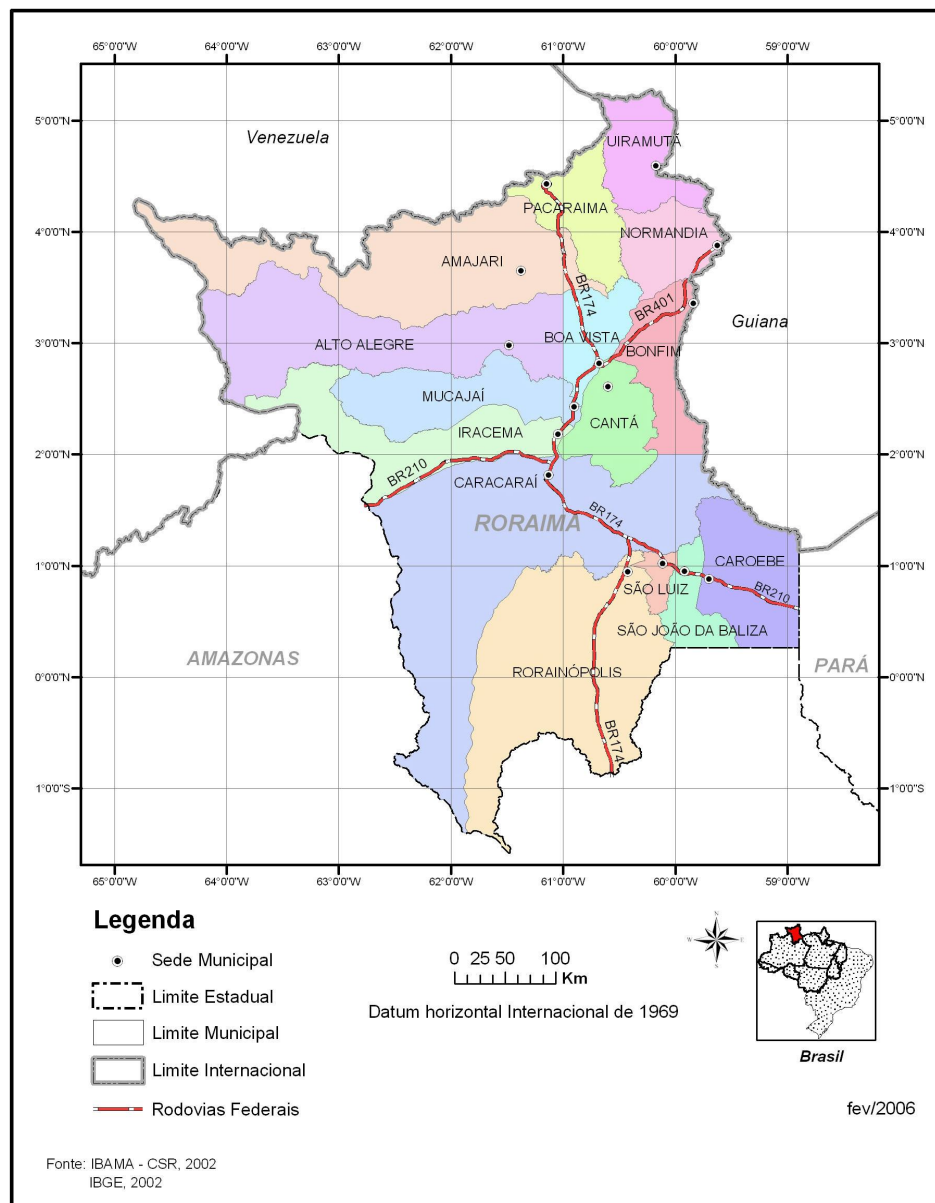 65°0'0"W 64°0'0"W 63°0'0"W 62°0'0"W 61°0'0"W 60°0'0"W 59°0'0"W
5°0'0"N 5°0'0"N
Venezuela
UIRAMUTÃ
PACARAIMA
4°0'0"N 4°0'0"N
NORMANDIA
AMAJARI
BR174
BR401
Guiana
3°0'0"N 3°0'0"N
ALTO ALEGRE
BOA VISTA
BONFIM
MUCAJAÍ
CANTÁ
IRACEMA
2°0'0"N 2°0'0"N
BR210
CARACARAÍ
RORAIMA
BR174
1°0'0"N 1°0'0"N
CAROEBE
SÃO LUIZ
BR210
SÃO JOÃO DA BALIZA
AMAZONAS
PARÁ
RORAINÓPOLIS
0°0'0"N 0°0'0"N
BR174
1°0'0"S 1°0'0"S
65°0'0"W 64°0'0"W 63°0'0"W 62°0'0"W 61°0'0"W 60°0'0"W 59°0'0"W
Legenda
Sede Municipal
Limite Estadual
Limite Municipal
Limite Internacional
Rodovias Federais
0 25 50 100
Km
Datum horizontal Internacional de 1969
N
W E
S
Brasil
fev/2006
Fonte: IBAMA - CSR, 2002
IBGE, 2002